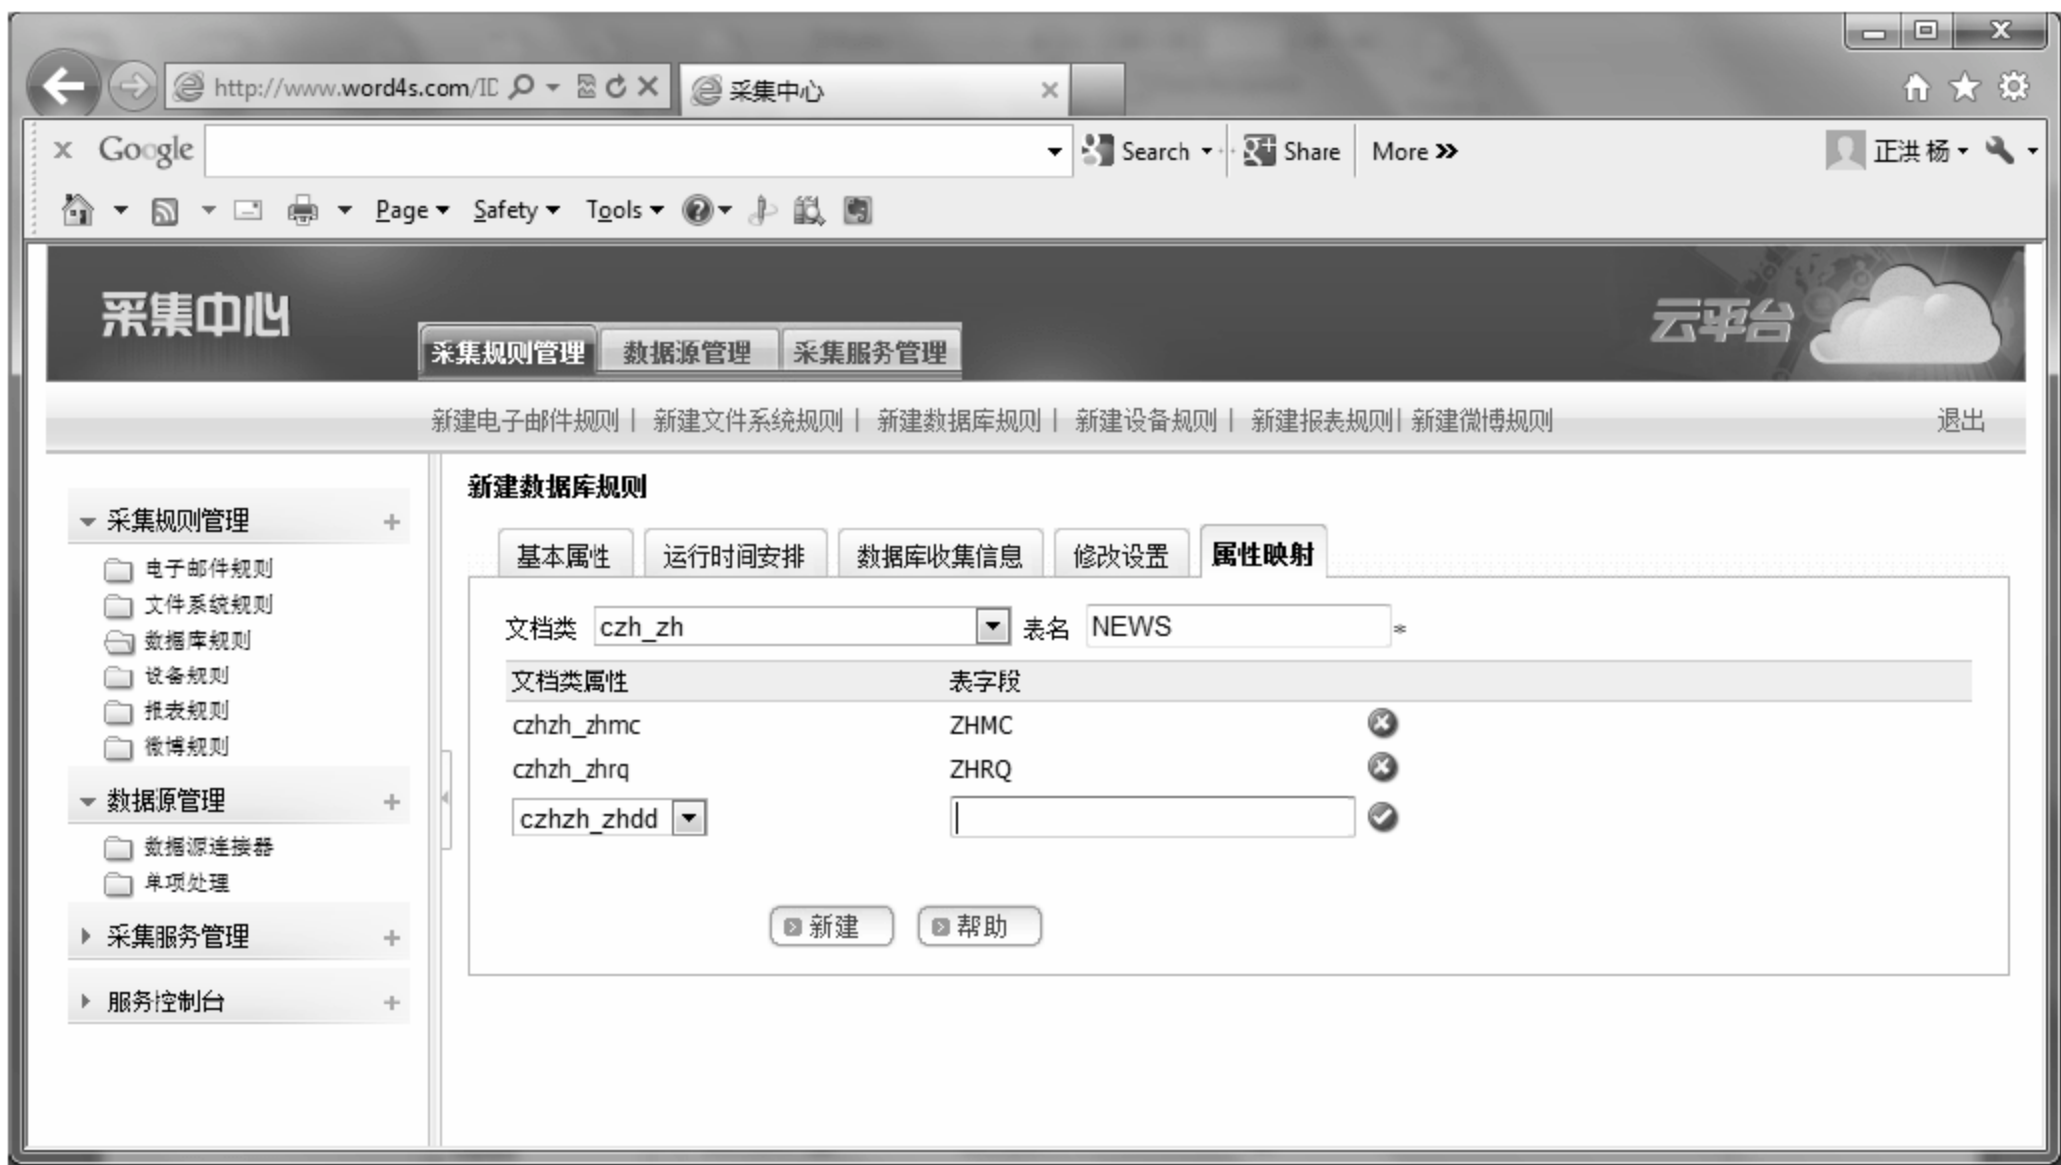 http://www.word4s.com/ID
采集中心
Google
Search
Share
More
正洪 杨
Page
Safety
Tools
采集中心
云平台
采集规则管理
数据源管理
采集服务管理
新建电子邮件规则 | 新建文件系统规则 | 新建数据库规则 | 新建设备规则 | 新建报表规则 | 新建微博规则
退出
采集规则管理
电子邮件规则
文件系统规则
数据库规则
设备规则
报表规则
微博规则
数据源管理
数据源连接器
单项处理
采集服务管理
服务控制台
新建数据库规则
基本属性
运行时间安排
数据库收集信息
修改设置
属性映射
文档类 czh_zh 表名 NEWS *
文档类属性 表字段
czhzh_zhmc ZHMC
czhzh_zhrq ZHRQ
czhzh_zhdd
新建
帮助